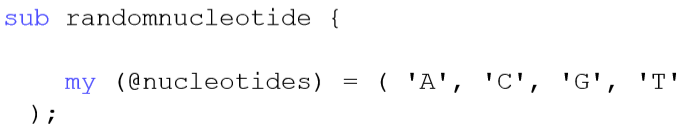 sub randomnucleotide {
my (@nucleotides) = ( 'A', 'C', 'G', 'T'
);